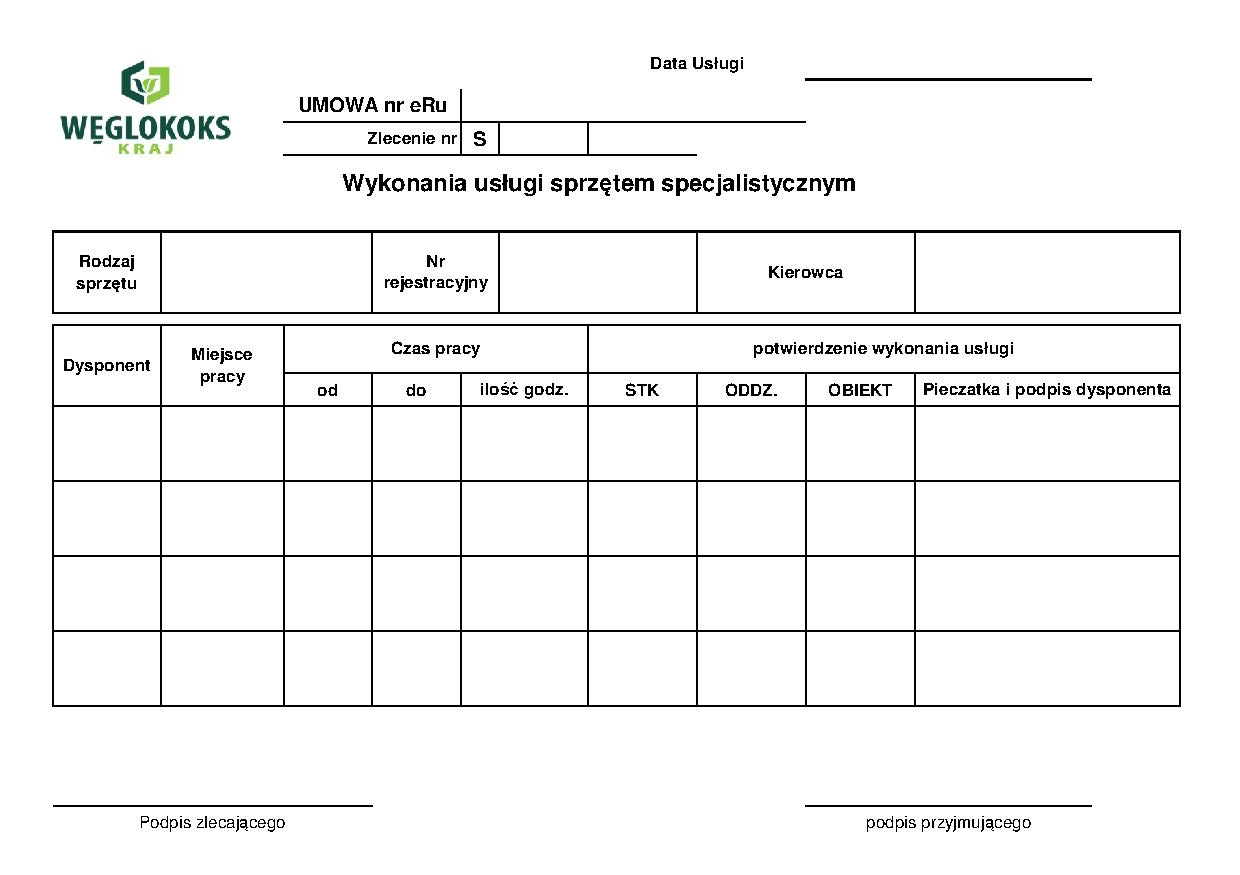 Data Usługi
WĘGLOKOKS
KRAJ
UMOWA nr eRu
Zlecenie nr S
Wykonania usługi sprzętem specjalistycznym
Rodzaj
sprzętu
Nr
rejestracyjny
Kierowca
Dysponent
Miejsce
pracy
Czas pracy
potwierdzenie wykonania usługi
od do ilość godz. STK ODDZ. OBIEKT Pieczatka i podpis dysponenta
Podpis zlecającego
podpis przyjmującego